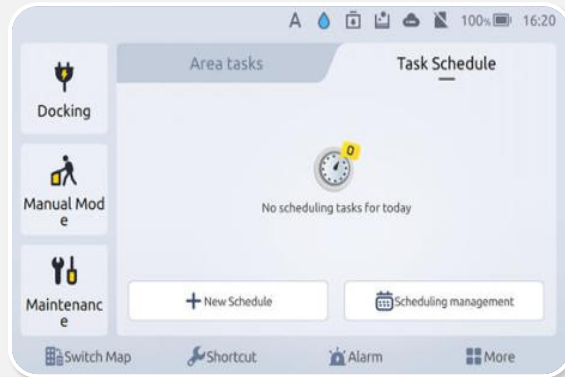 A 100% 16:20
Area tasks
Task Schedule
Docking
Manual Mod
e
Maintenanc
e
0
No scheduling tasks for today
New Schedule
Scheduling management
Switch Map
Shortcut
Alarm
More